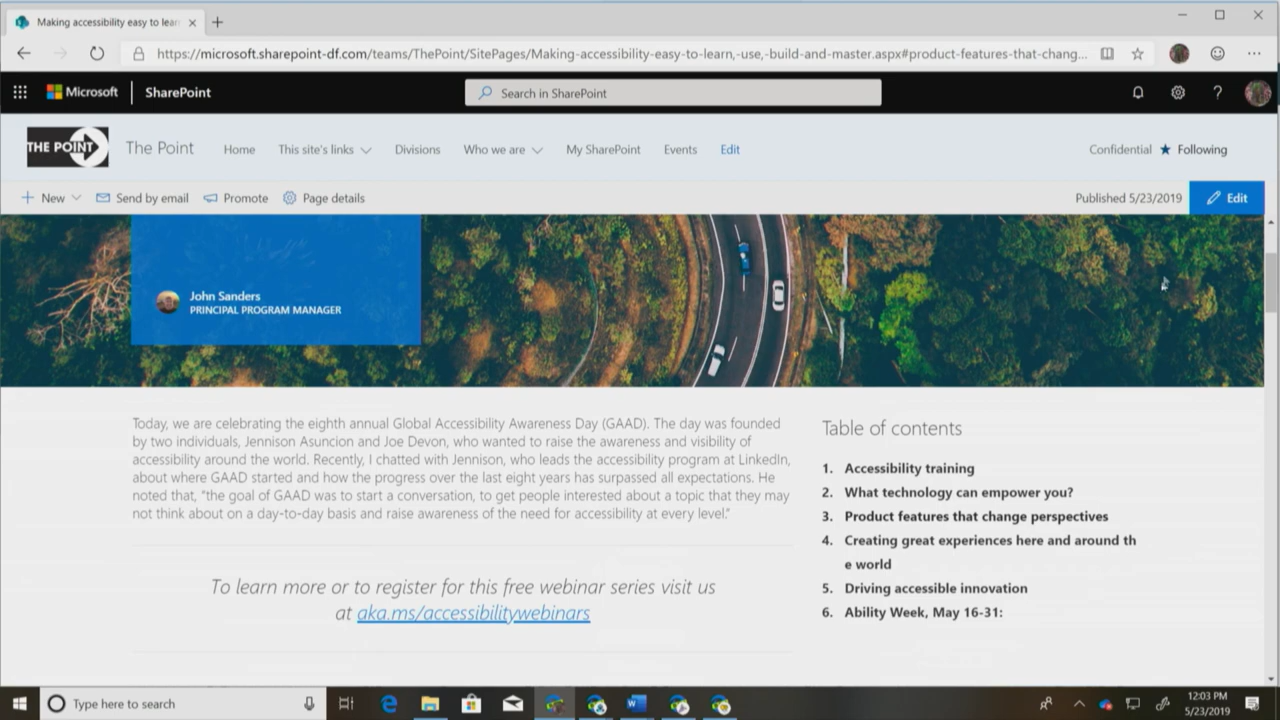 Making accessibility easy to lear
https://microsoft.sharepoint-df.com/teams/ThePoint/SitePages/Making-accessibility-easy-to-learn,-use,-build-and-master.aspx#product-features-that-chang...
Microsoft SharePoint Search in SharePoint
THE POINT The Point Home This site's links Divisions Who we are My SharePoint Events Edit Confidential Following
New Send by email Promote Page details Published 5/23/2019 Edit
John Sanders
PRINCIPAL PROGRAM MANAGER
Today, we are celebrating the eighth annual Global Accessibility Awareness Day (GAAD). The day was founded
by two individuals, Jennison Asuncion and Joe Devon, who wanted to raise the awareness and visibility of
accessibility around the world. Recently, I chatted with Jennison, who leads the accessibility program at LinkedIn,
about where GAAD started and how the progress over the last eight years has surpassed all expectations. He
noted that, "the goal of GAAD was to start a conversation, to get people interested about a topic that they may
not think about on a day-to-day basis and raise awareness of the need for accessibility at every level."
To learn more or to register for this free webinar series visit us
at aka.ms/accessibilitywebinars
Table of contents
1. Accessibility training
2. What technology can empower you?
3. Product features that change perspectives
4. Creating great experiences here and around th
e world
5. Driving accessible innovation
6. Ability Week, May 16-31:
Type here to search
12:03 PM
5/23/2019